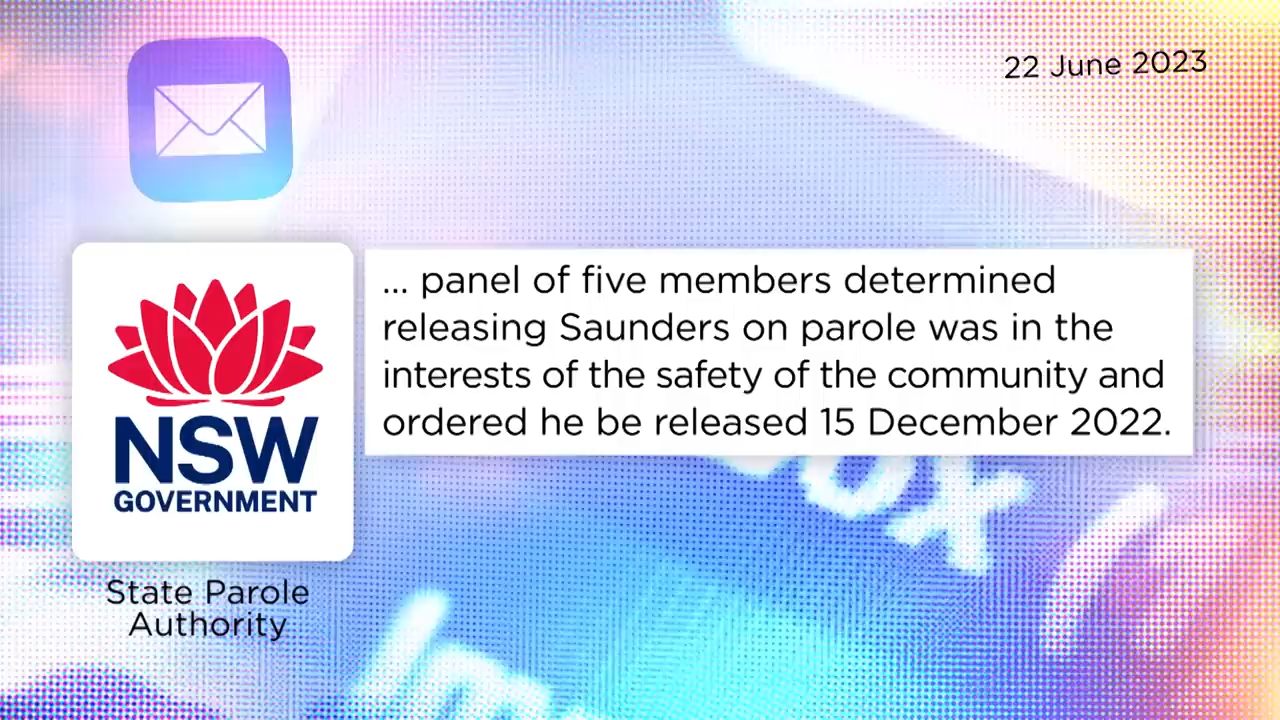 22 June 2023
... panel of five members determined
releasing Saunders on parole was in the
interests of the safety of the community and
ordered he be released 15 December 2022.
NSW
GOVERNMENT
State Parole
Authority